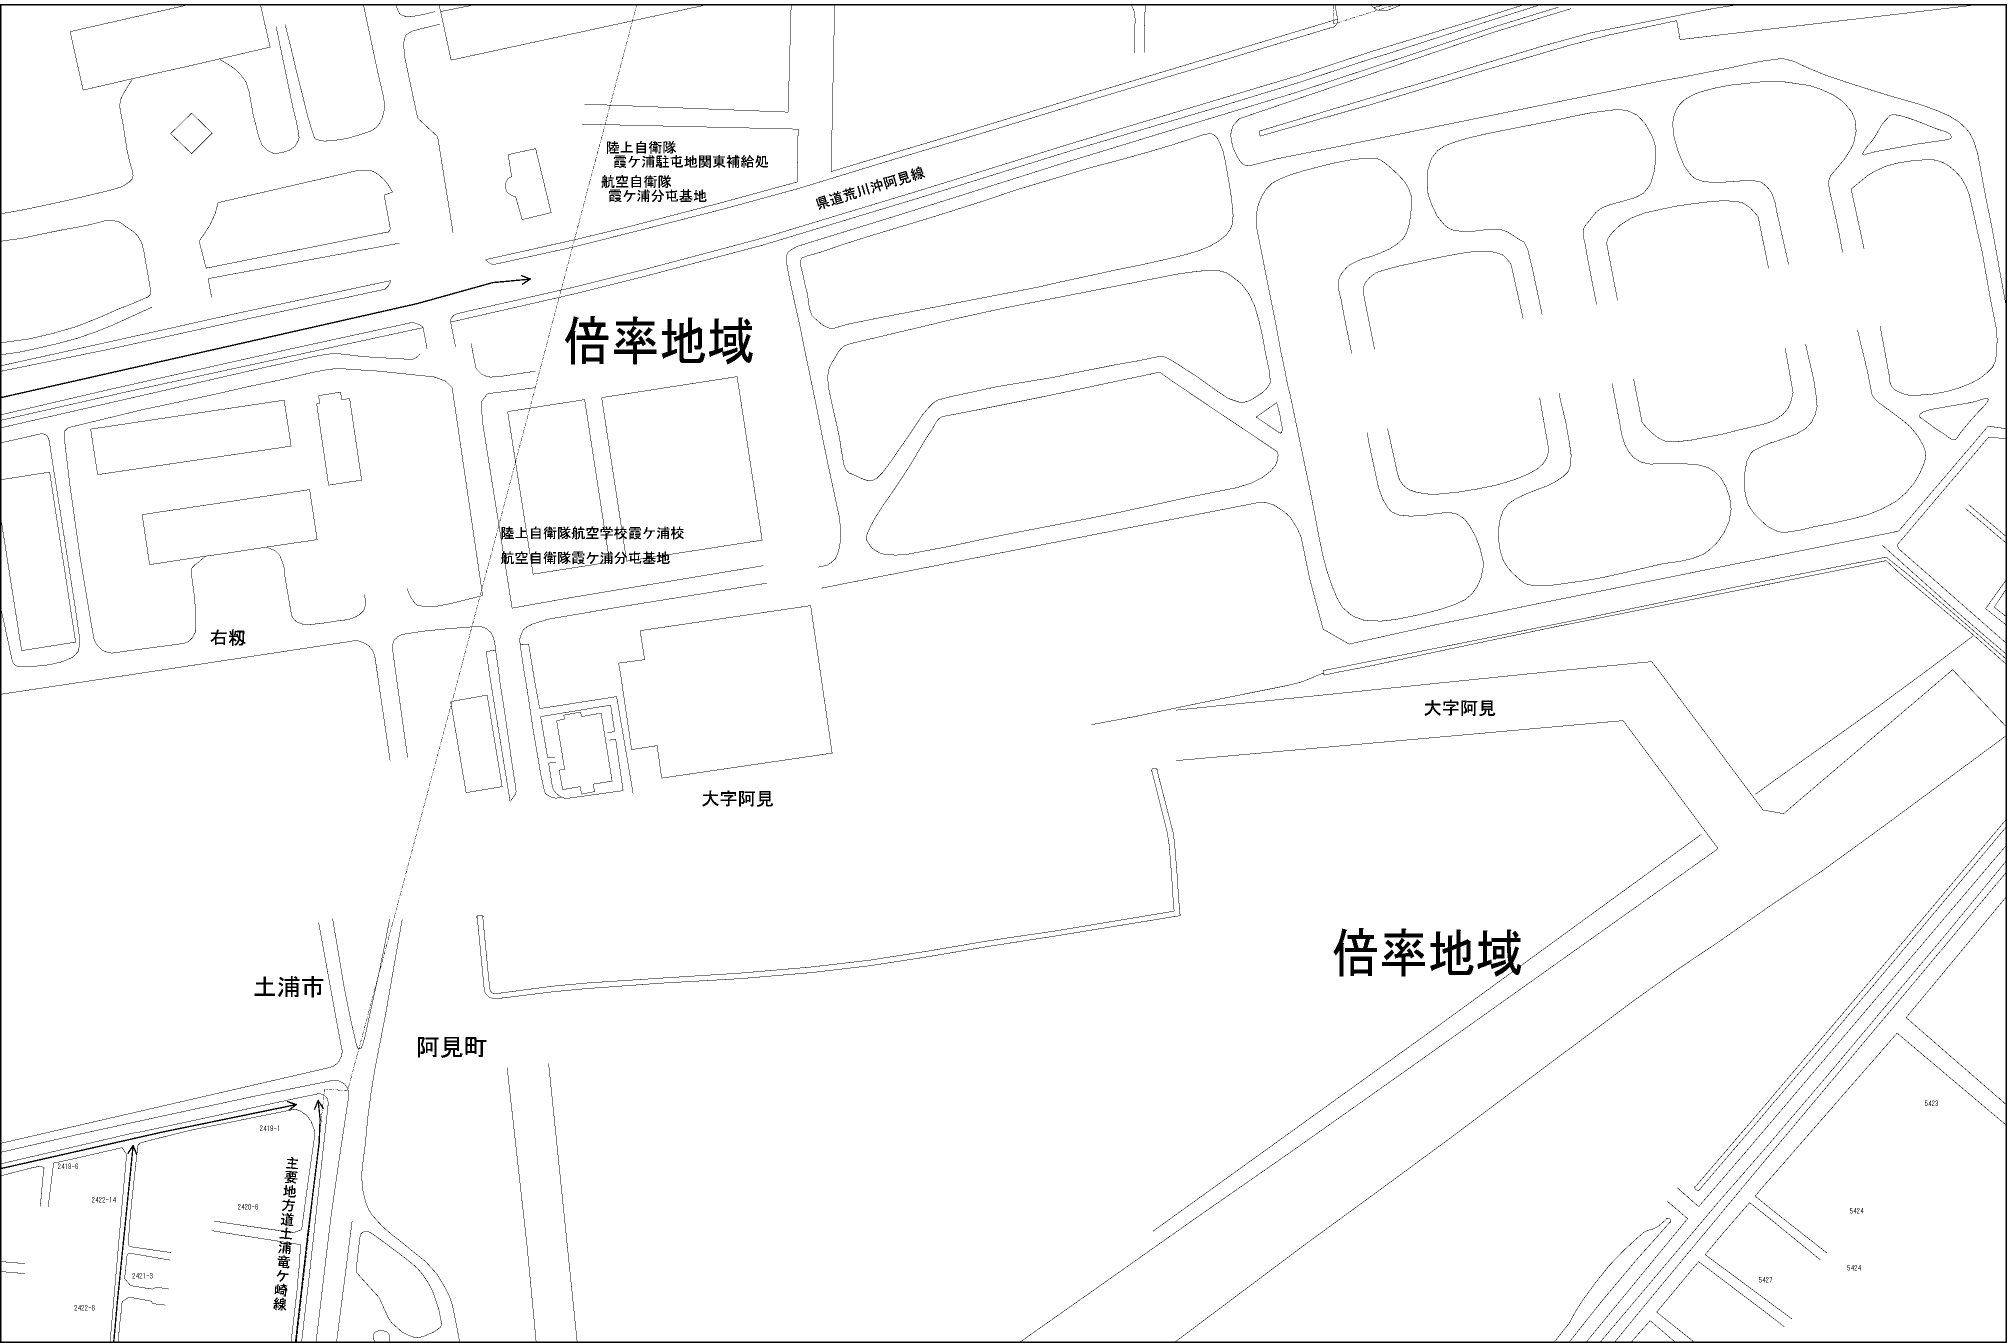 陸上自衛隊
霞ケ浦駐屯地関東補給処
航空自衛隊
霞ケ浦分屯基地
県道荒川沖阿見線
倍率地域
陸上自衛隊航空学校霞ケ浦校
航空自衛隊霞ケ浦分屯基地
右籾
大字阿見
大字阿見
倍率地域
土浦市
阿見町
主要地方道土浦竜ケ崎線
2419-1
2418-6
2422-14
2420-6
2421-3
2422-8
5423
5424
5424
5427